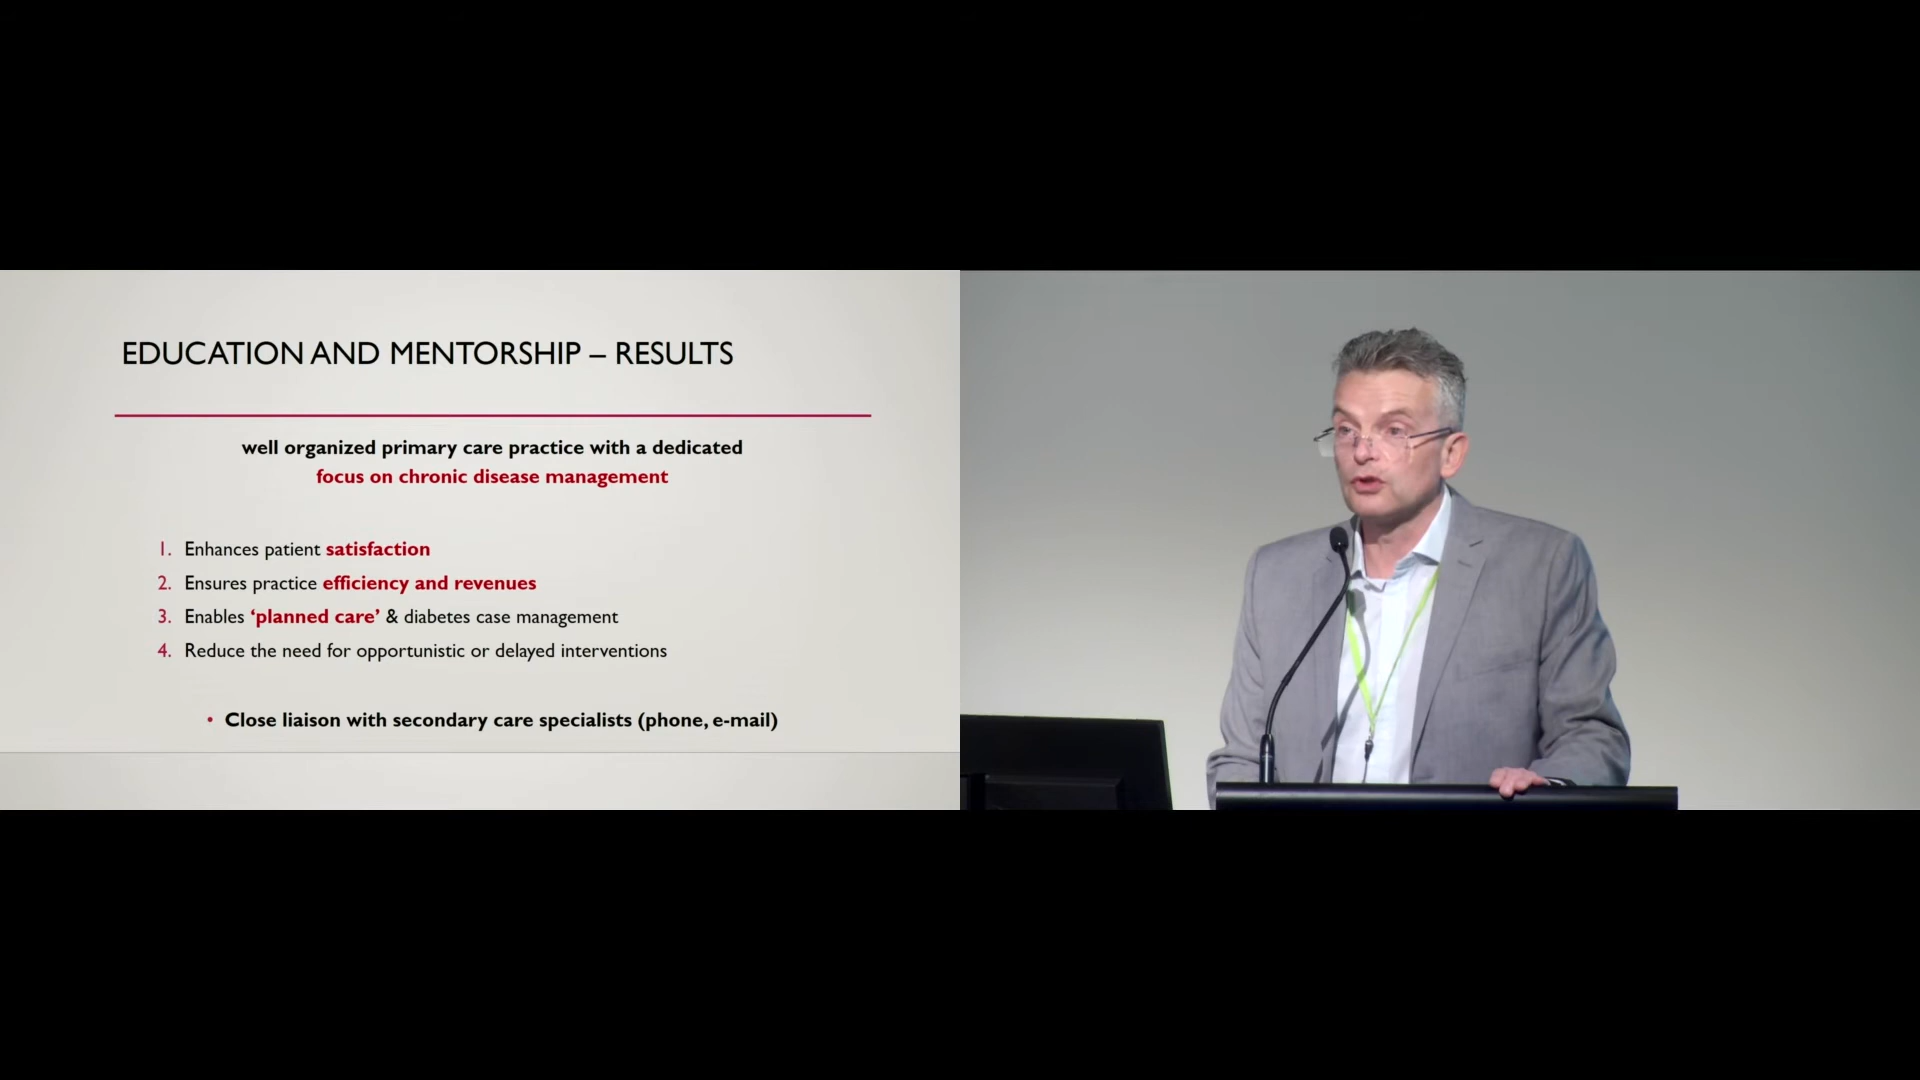 EDUCATION AND MENTORSHIP – RESULTS
well organized primary care practice with a dedicated
focus on chronic disease management
1. Enhances patient satisfaction
2. Ensures practice efficiency and revenues
3. Enables ‘planned care’ & diabetes case management
4. Reduce the need for opportunistic or delayed interventions
• Close liaison with secondary care specialists (phone, e-mail)